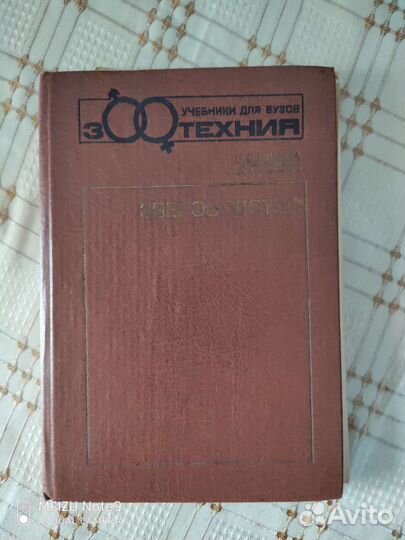 УЧЕБНИКИ ДЛЯ ВУЗОВ
ЗООТЕХНИЯ
ЗВЕРОВОДСТВО
MEIZU Note9
AI DUAL CAMERA
Avito